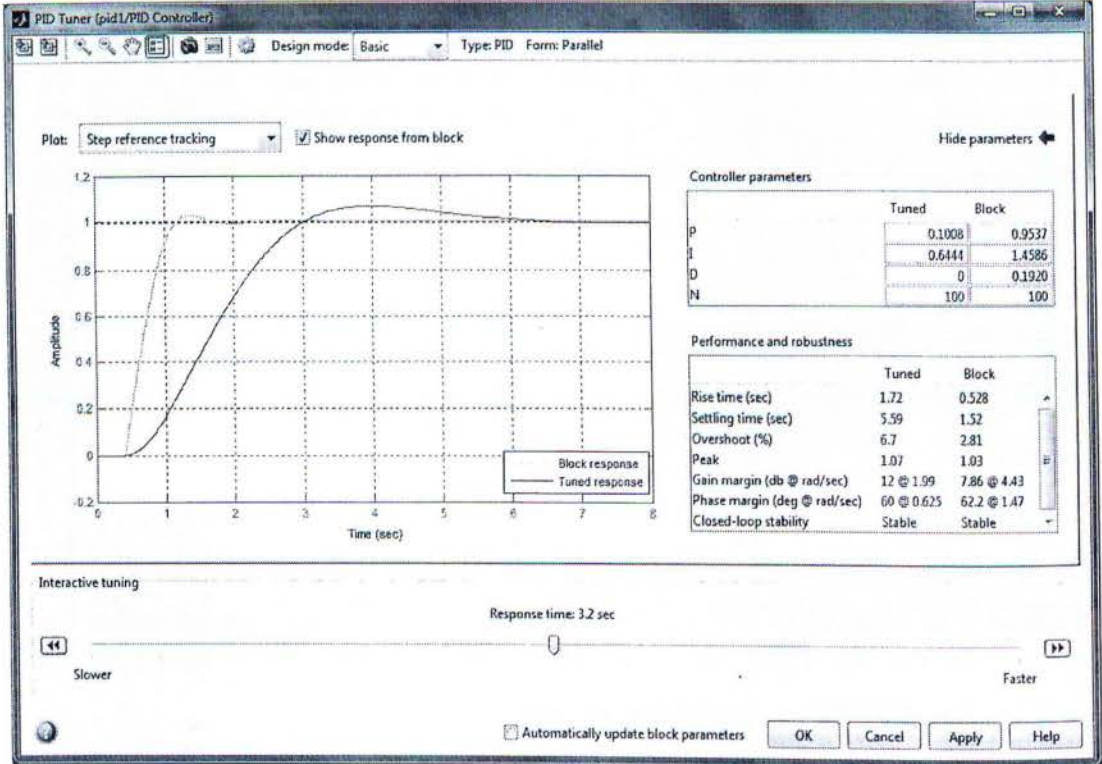 PID Tuner (pid1/PID Controller)
Design mode: Basic Type: PID Form: Parallel
Plot: Step reference tracking Show response from block Hide parameters
Controller parameters
Tuned Block
P 0.1008 0.9537
I 0.6444 1.4586
D 0 0.1920
N 100 100
Performance and robustness
Tuned Block
Rise time (sec) 1.72 0.528
Settling time (sec) 5.59 1.52
Overshoot (%) 6.7 2.81
Peak 1.07 1.03
Gain margin (db @ rad/sec) 12 @ 1.99 7.86 @ 4.43
Phase margin (deg @ rad/sec) 60 @ 0.625 62.2 @ 1.47
Closed-loop stability Stable Stable
1.2
1
0.8
0.6
0.4
0.2
0
-0.2
Amplitude
0 1 2 3 4 5 6 7 8
Time (sec)
Block response
Tuned response
Interactive tuning
Response time: 3.2 sec
Slower Faster
Automatically update block parameters OK Cancel Apply Help